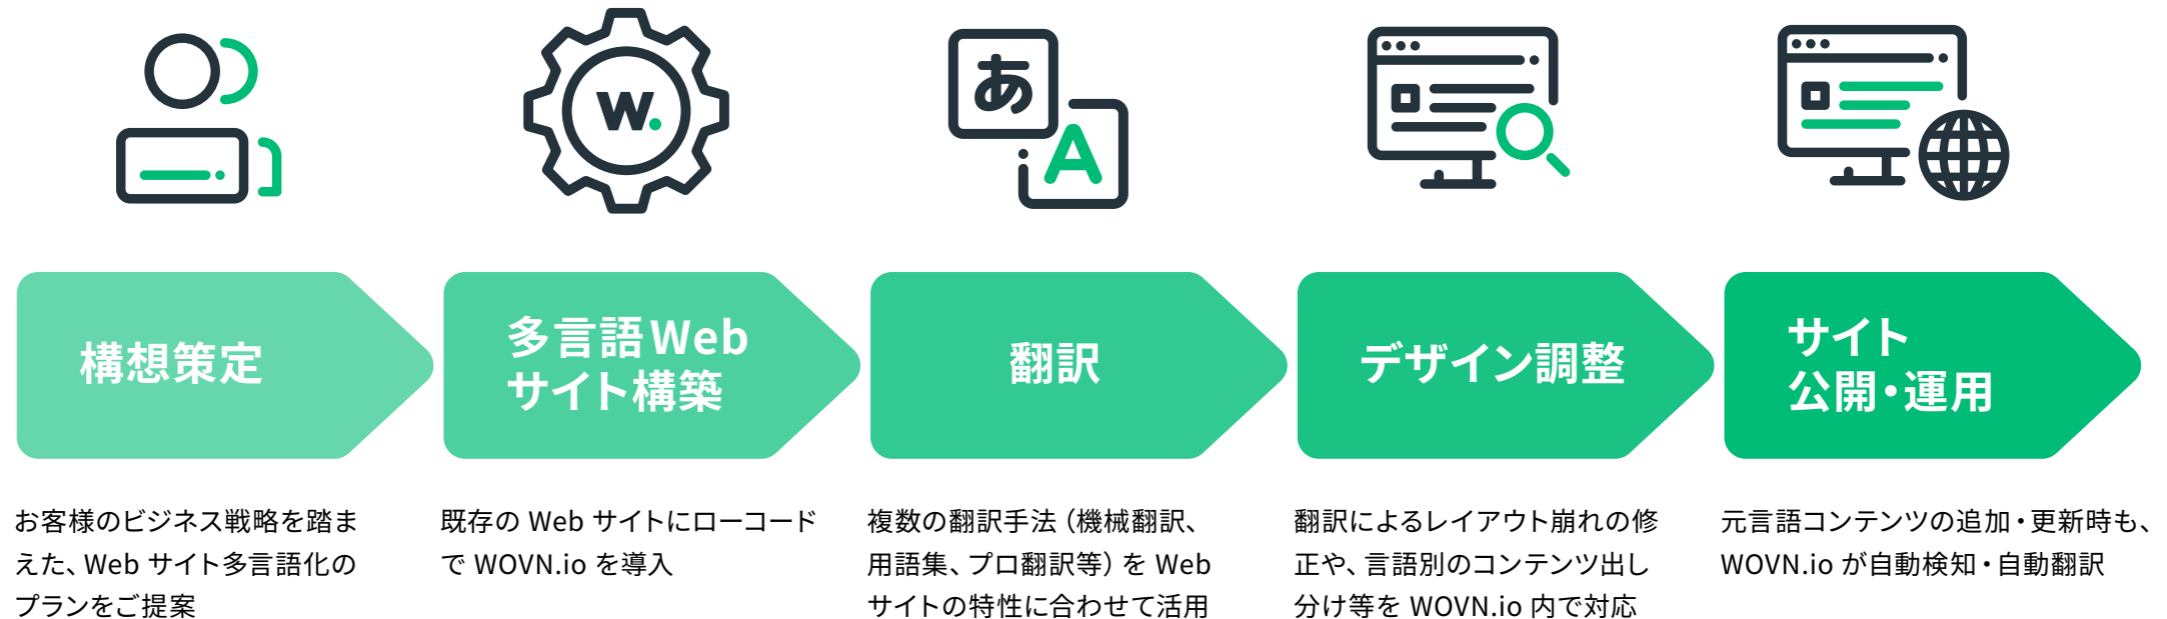 あ
A
W.
構想策定
お客様のビジネス戦略を踏ま
えた、Web サイト多言語化の
プランをご提案
多言語Web
サイト構築
既存の Web サイトにローコード
で WOVN.io を導入
翻訳
複数の翻訳手法（機械翻訳、
用語集、プロ翻訳等）を Web
サイトの特性に合わせて活用
デザイン調整
翻訳によるレイアウト崩れの修
正や、言語別のコンテンツ出し
分け等を WOVN.io 内で対応
サイト
公開・運用
元言語コンテンツの追加・更新時も、
WOVN.io が自動検知・自動翻訳